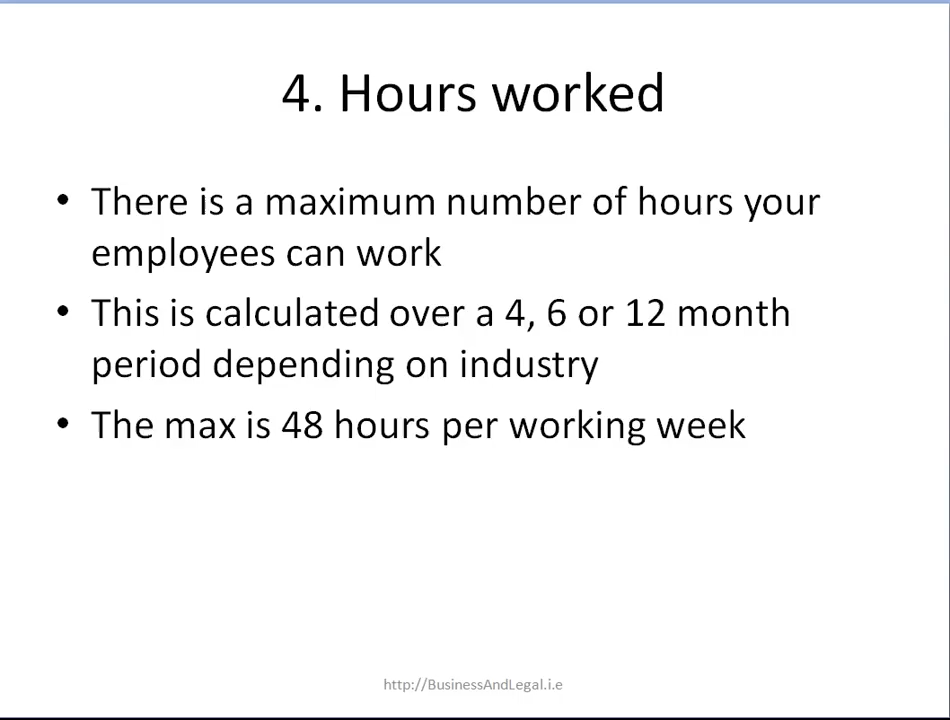 4. Hours worked
• There is a maximum number of hours your
employees can work
• This is calculated over a 4, 6 or 12 month
period depending on industry
• The max is 48 hours per working week
http://BusinessAndLegal.i.e